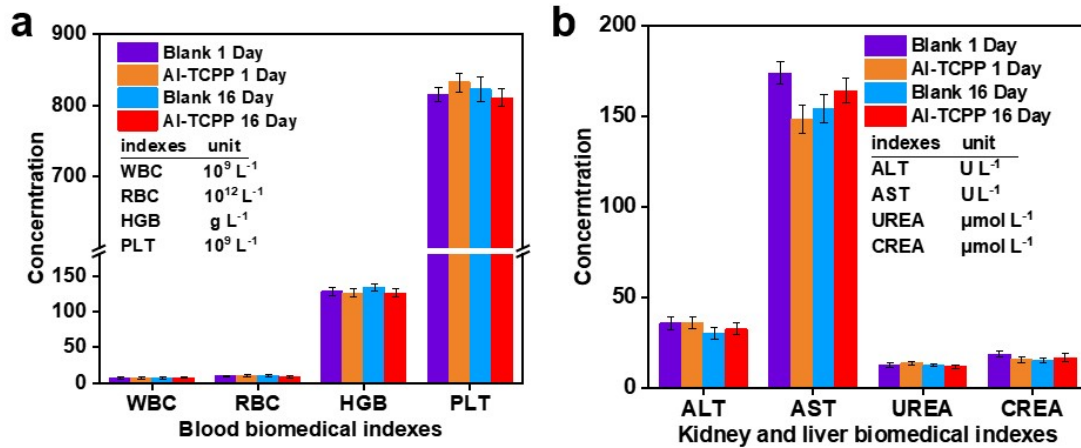 a
900
800
700
150
100
50
0
Concerntration
Blank 1 Day
Al-TCPP 1 Day
Blank 16 Day
Al-TCPP 16 Day
indexes unit
WBC 10⁹ L⁻¹
RBC 10¹² L⁻¹
HGB g L⁻¹
PLT 10⁹ L⁻¹
WBC RBC HGB PLT
Blood biomedical indexes
b
200
150
100
50
0
Concerntration
Blank 1 Day
Al-TCPP 1 Day
Blank 16 Day
Al-TCPP 16 Day
indexes unit
ALT U L⁻¹
AST U L⁻¹
UREA μmol L⁻¹
CREA μmol L⁻¹
ALT AST UREA CREA
Kidney and liver biomedical indexes